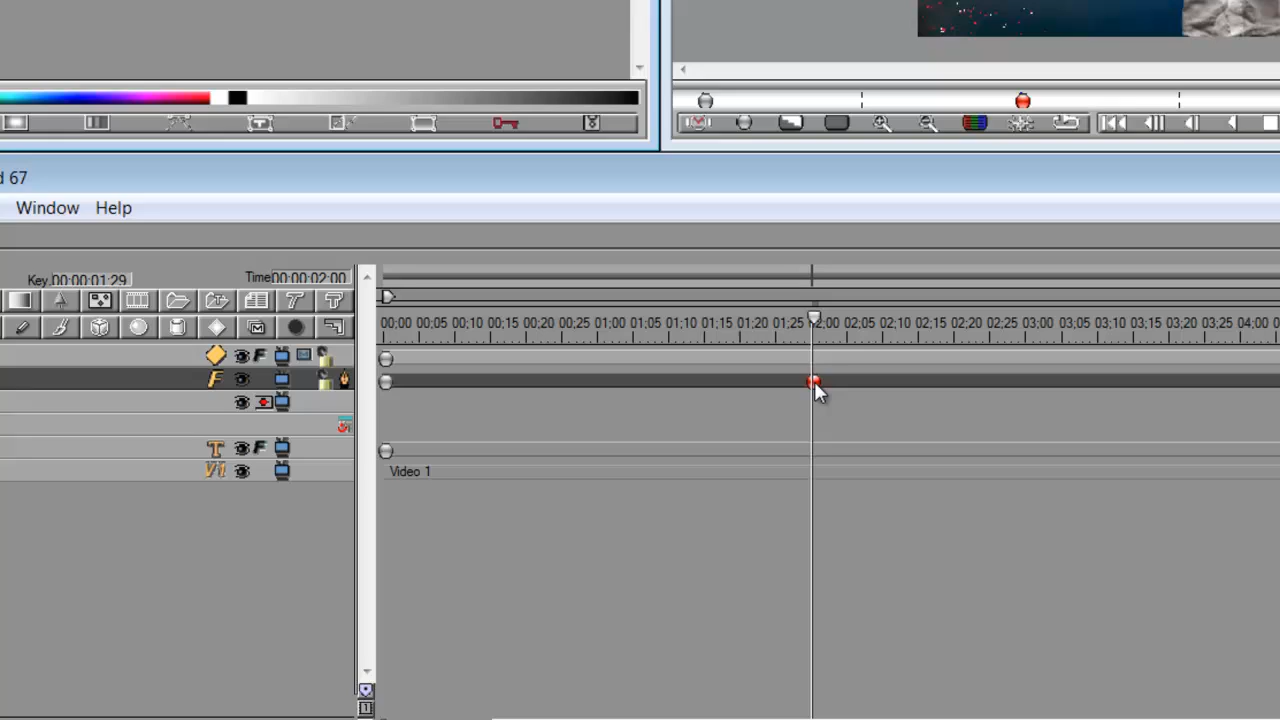 d 67
Window Help
Key 00:00:01:29 Time 00:00:02:00
00;00 00;05 00;10 00;15 00;20 00;25 01;00 01;05 01;10 01;15 01;20 01;25 02;00 02;05 02;10 02;15 02;20 02;25 03;00 03;05 03;10 03;15 03;20 03;25 04;00
F
F
T F
V1
Video 1
1